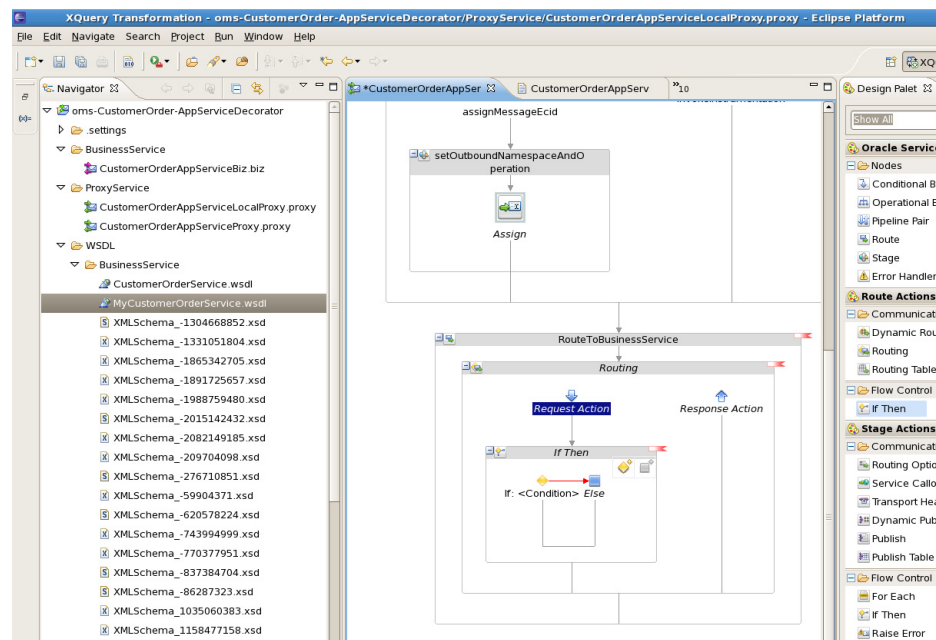 XQuery Transformation - oms-CustomerOrder-AppServiceDecorator/ProxyService/CustomerOrderAppServiceLocalProxy.proxy - Eclipse Platform
File Edit Navigate Search Project Run Window Help
XQ
Navigator
*CustomerOrderAppSer
CustomerOrderAppServ
»10
Design Palet
oms-CustomerOrder-AppServiceDecorator
.settings
BusinessService
CustomerOrderAppServiceBiz.biz
ProxyService
CustomerOrderAppServiceLocalProxy.proxy
CustomerOrderAppServiceProxy.proxy
WSDL
BusinessService
CustomerOrderService.wsdl
MyCustomerOrderService.wsdl
XMLSchema_-1304668852.xsd
XMLSchema_-1331051804.xsd
XMLSchema_-1865342705.xsd
XMLSchema_-1891725657.xsd
XMLSchema_-1988759480.xsd
XMLSchema_-2015142432.xsd
XMLSchema_-2082149185.xsd
XMLSchema_-209704098.xsd
XMLSchema_-276710851.xsd
XMLSchema_-59904371.xsd
XMLSchema_-620578224.xsd
XMLSchema_-743994999.xsd
XMLSchema_-770377951.xsd
XMLSchema_-837384704.xsd
XMLSchema_-86287323.xsd
XMLSchema_1035060383.xsd
XMLSchema_1158477158.xsd
assignMessageEcid
setOutboundNamespaceAndO
peration
Assign
RouteToBusinessService
Routing
Request Action
Response Action
If Then
If: <Condition> Else
Show All
Oracle Servic
Nodes
Conditional B
Operational B
Pipeline Pair
Route
Stage
Error Handler
Route Actions
Communicati
Dynamic Rou
Routing
Routing Table
Flow Control
If Then
Stage Actions
Communicati
Routing Optio
Service Callo
Transport Hea
Dynamic Pub
Publish
Publish Table
Flow Control
For Each
If Then
Raise Error